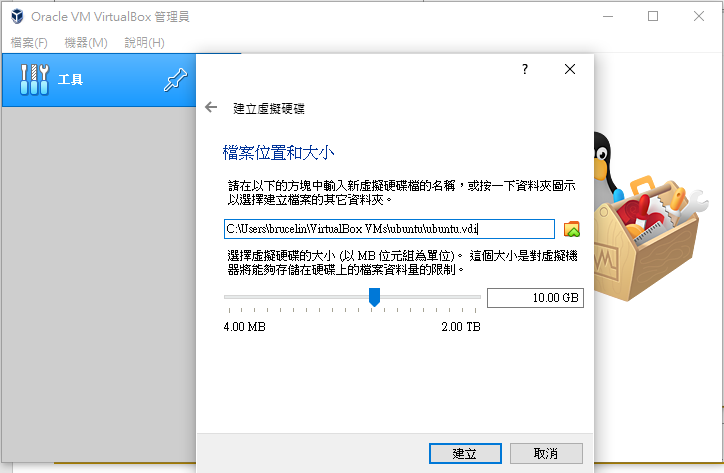 Oracle VM VirtualBox 管理員
檔案(F) 機器(M) 說明(H)
工具
?
建立虛擬硬碟
檔案位置和大小
請在以下的方塊中輸入新虛擬硬碟檔的名稱，或按一下資料夾圖示
以選擇建立檔案的其它資料夾。
C:\Users\brucelin\VirtualBox VMs\ubuntu\ubuntu.vdi
選擇虛擬硬碟的大小 (以 MB 位元組為單位)。 這個大小是對虛擬機
器將能夠存儲在硬碟上的檔案資料量的限制。
10.00 GB
4.00 MB 2.00 TB
建立 取消